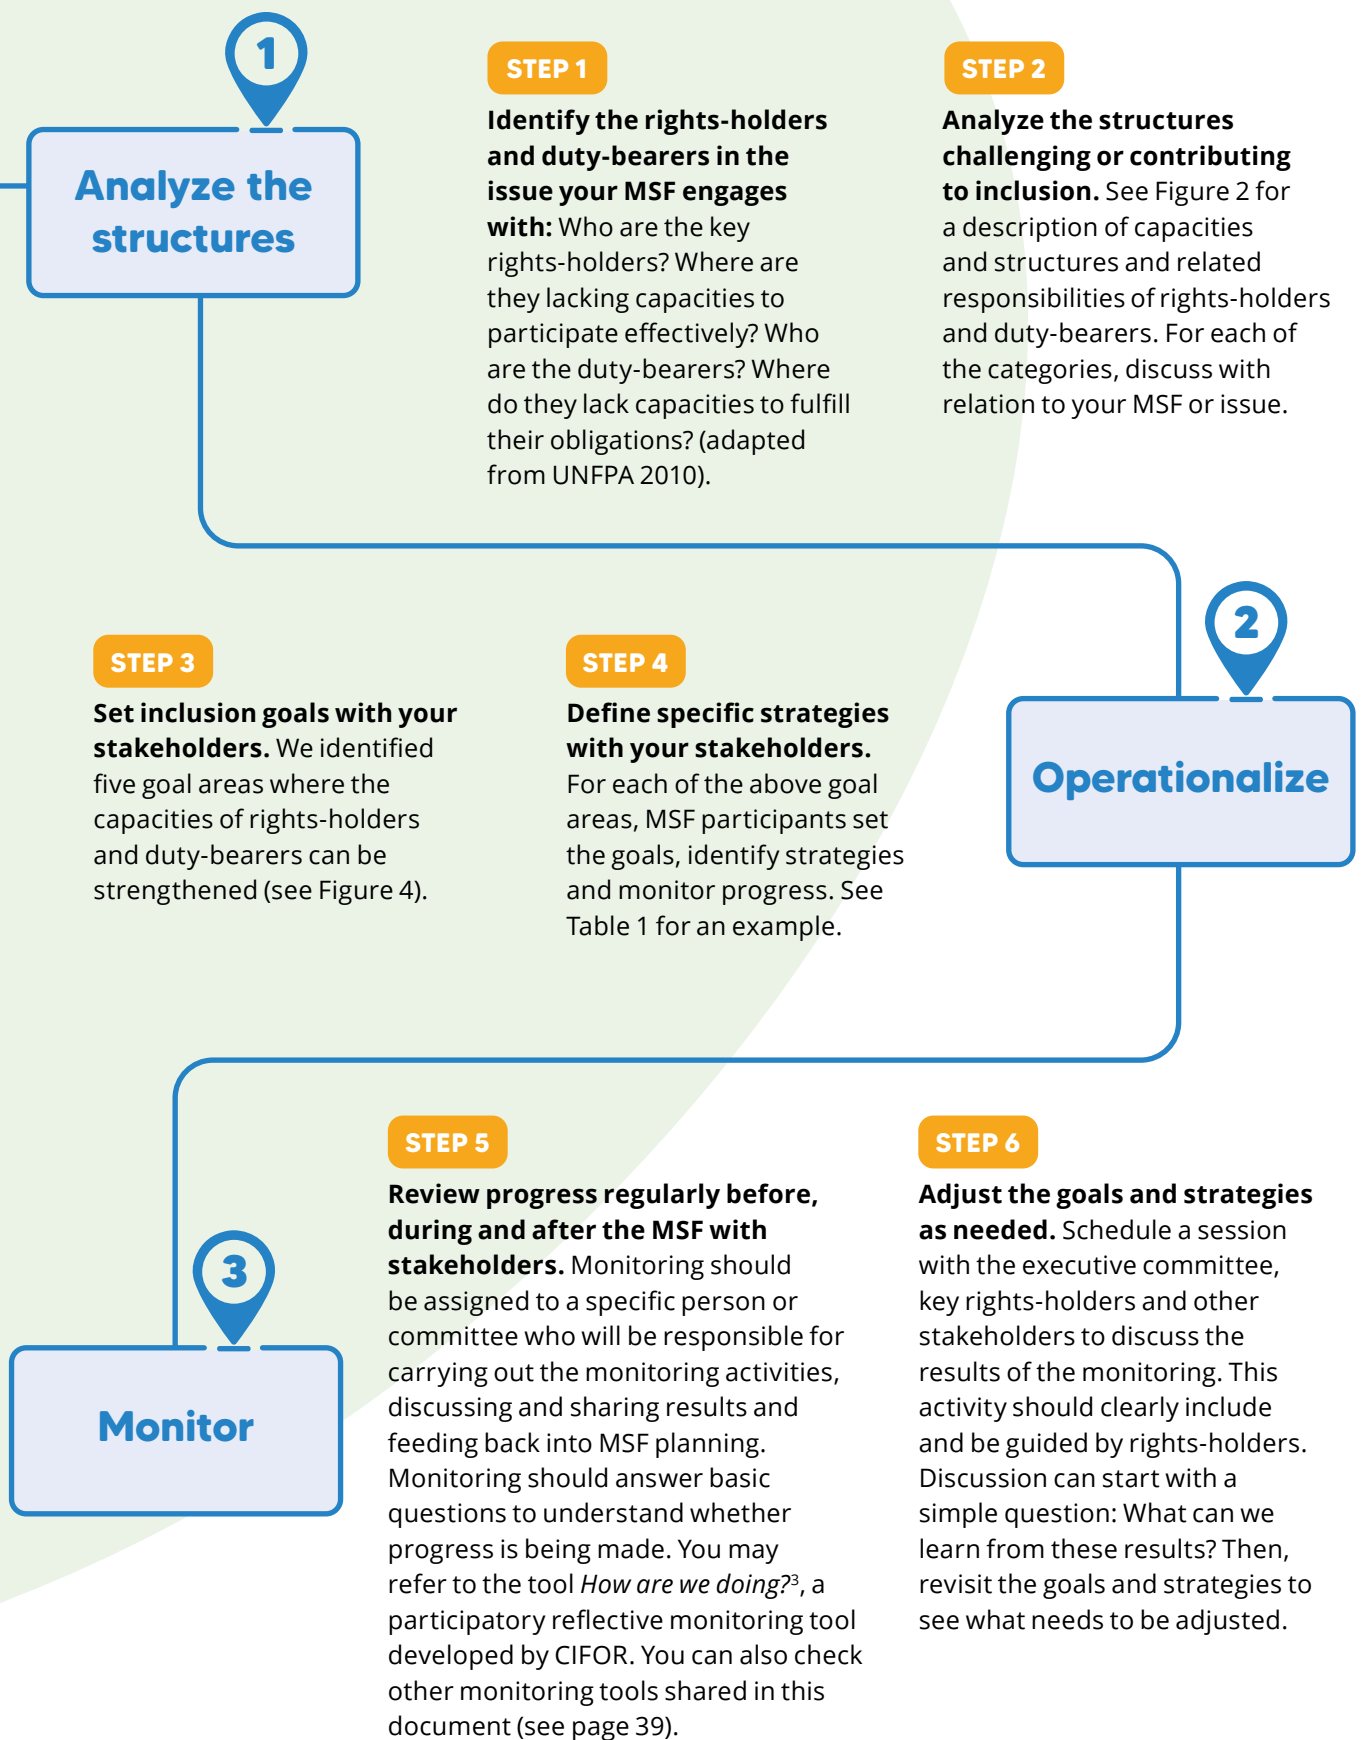 1
Analyze the
structures
STEP 1
Identify the rights-holders
and duty-bearers in the
issue your MSF engages
with: Who are the key
rights-holders? Where are
they lacking capacities to
participate effectively? Who
are the duty-bearers? Where
do they lack capacities to fulfill
their obligations? (adapted
from UNFPA 2010).
STEP 2
Analyze the structures
challenging or contributing
to inclusion. See Figure 2 for
a description of capacities
and structures and related
responsibilities of rights-holders
and duty-bearers. For each of
the categories, discuss with
relation to your MSF or issue.
2
Operationalize
STEP 3
Set inclusion goals with your
stakeholders. We identified
five goal areas where the
capacities of rights-holders
and duty-bearers can be
strengthened (see Figure 4).
STEP 4
Define specific strategies
with your stakeholders.
For each of the above goal
areas, MSF participants set
the goals, identify strategies
and monitor progress. See
Table 1 for an example.
3
Monitor
STEP 5
Review progress regularly before,
during and after the MSF with
stakeholders. Monitoring should
be assigned to a specific person or
committee who will be responsible for
carrying out the monitoring activities,
discussing and sharing results and
feeding back into MSF planning.
Monitoring should answer basic
questions to understand whether
progress is being made. You may
refer to the tool How are we doing?³, a
participatory reflective monitoring tool
developed by CIFOR. You can also check
other monitoring tools shared in this
document (see page 39).
STEP 6
Adjust the goals and strategies
as needed. Schedule a session
with the executive committee,
key rights-holders and other
stakeholders to discuss the
results of the monitoring. This
activity should clearly include
and be guided by rights-holders.
Discussion can start with a
simple question: What can we
learn from these results? Then,
revisit the goals and strategies to
see what needs to be adjusted.